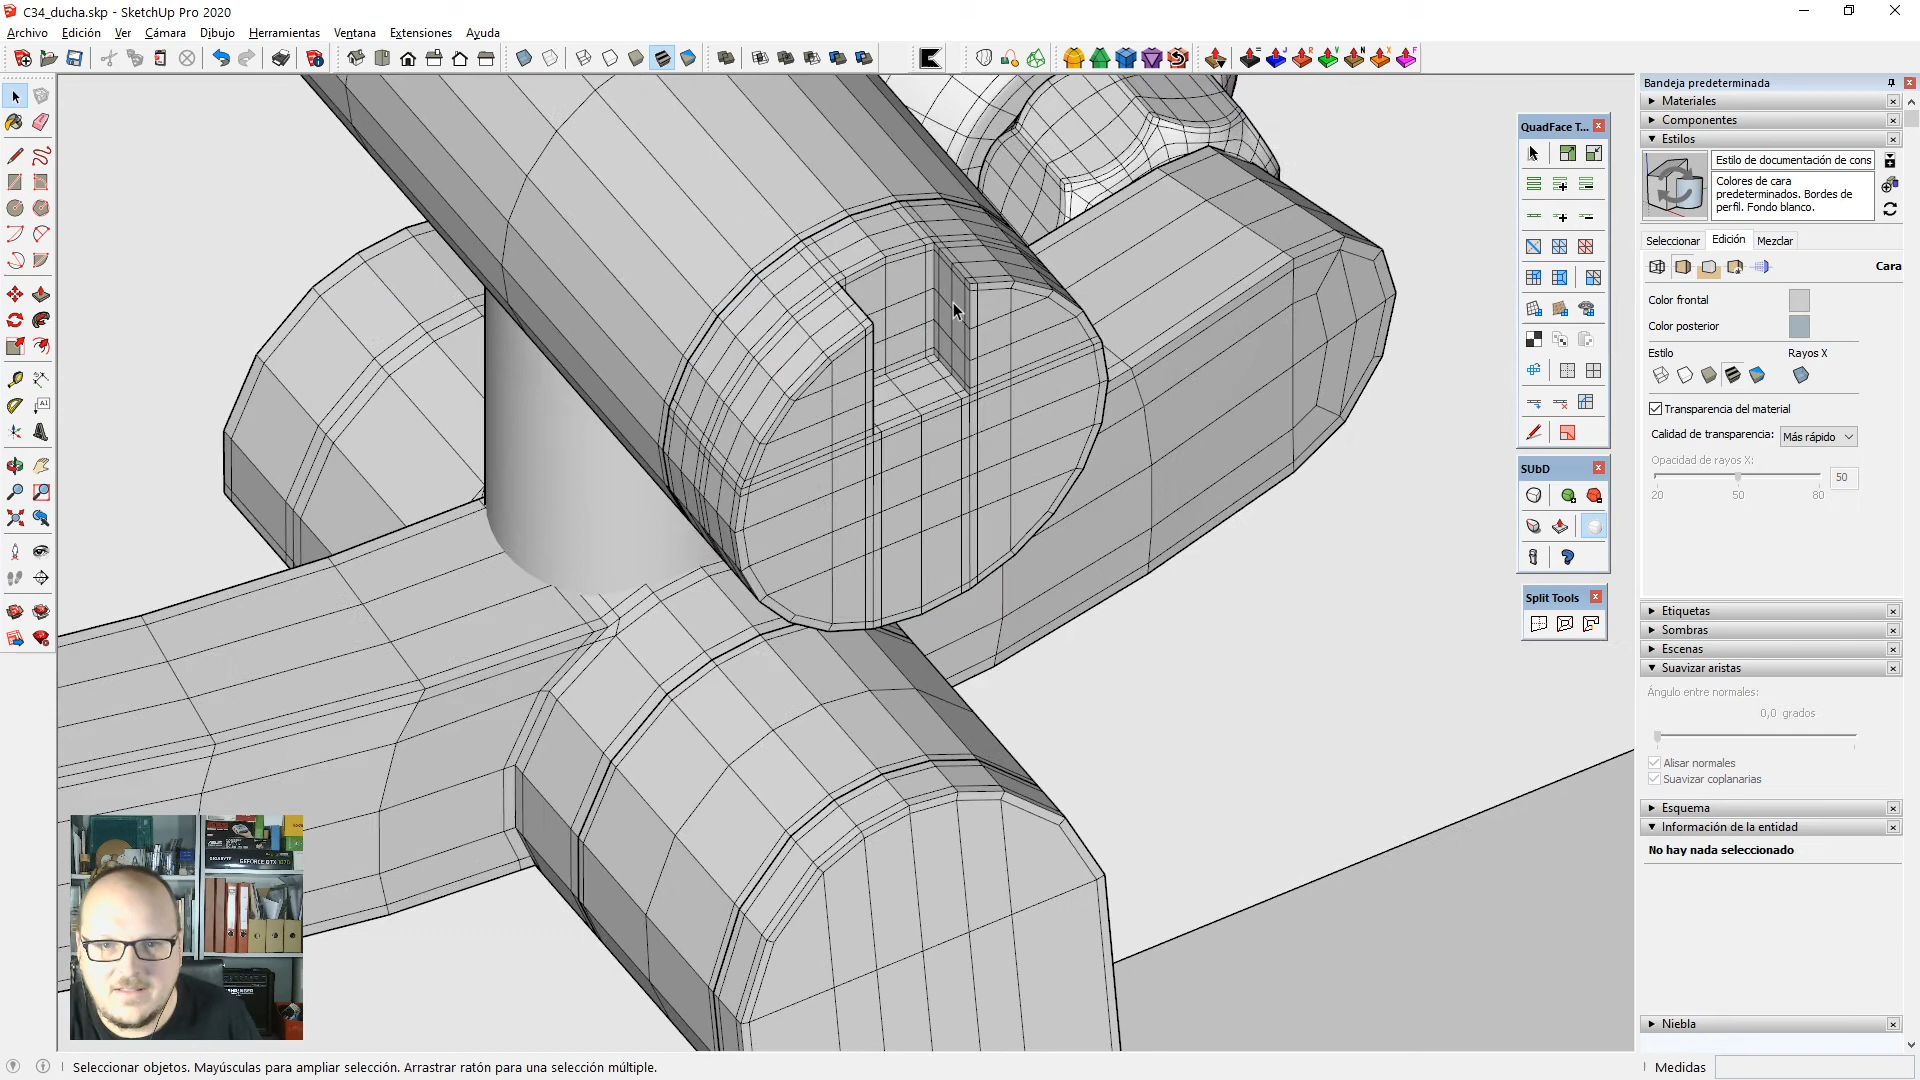 C34_ducha.skp - SketchUp Pro 2020
Archivo Edición Ver Cámara Dibujo Herramientas Ventana Extensiones Ayuda
Bandeja predeterminada
Materiales
Componentes
Estilos
Estilo de documentación de cons
Colores de cara
predeterminados. Bordes de
perfil. Fondo blanco.
Seleccionar Edición Mezclar
Cara
Color frontal
Color posterior
Estilo Rayos X
Transparencia del material
Calidad de transparencia: Más rápido
Opacidad de rayos X:
50
20 50 80
Etiquetas
Sombras
Escenas
Suavizar aristas
Ángulo entre normales:
0,0 grados
Alisar normales
Suavizar coplanarias
Esquema
Información de la entidad
No hay nada seleccionado
Niebla
QuadFace T...
SUbD
Split Tools
A1
GIGABYTE
GEFORCE GTX 1070
Seleccionar objetos. Mayúsculas para ampliar selección. Arrastrar ratón para una selección múltiple.
Medidas